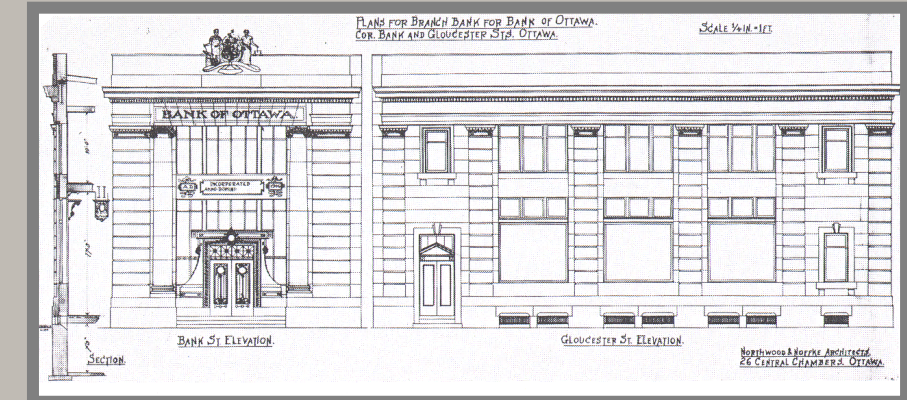 PLANS FOR BRANCH BANK FOR BANK OF OTTAWA.
COR. BANK AND GLOUCESTER STS. OTTAWA.
SCALE 1/4 IN. = 1 FT.
BANK OF OTTAWA
INCORPORATED
ANNO DOMINI
A.D.
BANK ST ELEVATION.
GLOUCESTER ST. ELEVATION.
SECTION.
NORTHWOOD & NOFFKE ARCHITECTS.
26 CENTRAL CHAMBERS. OTTAWA.